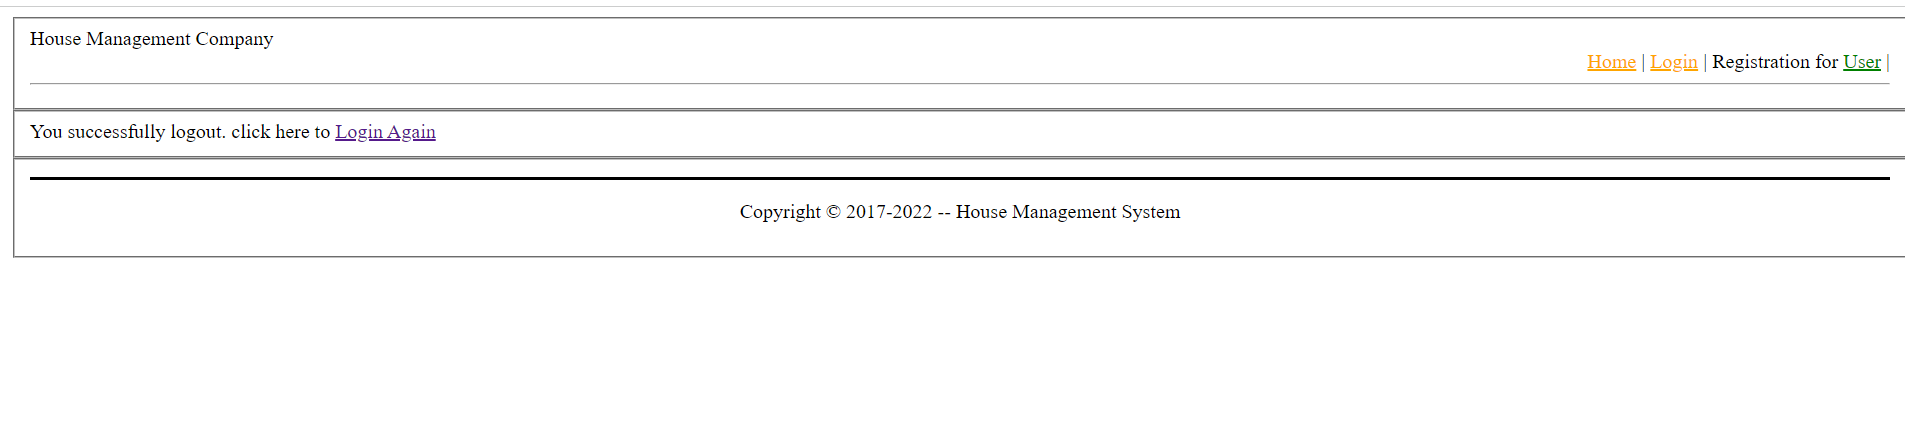 House Management Company
Home | Login | Registration for User |
You successfully logout. click here to Login Again
Copyright © 2017-2022 -- House Management System